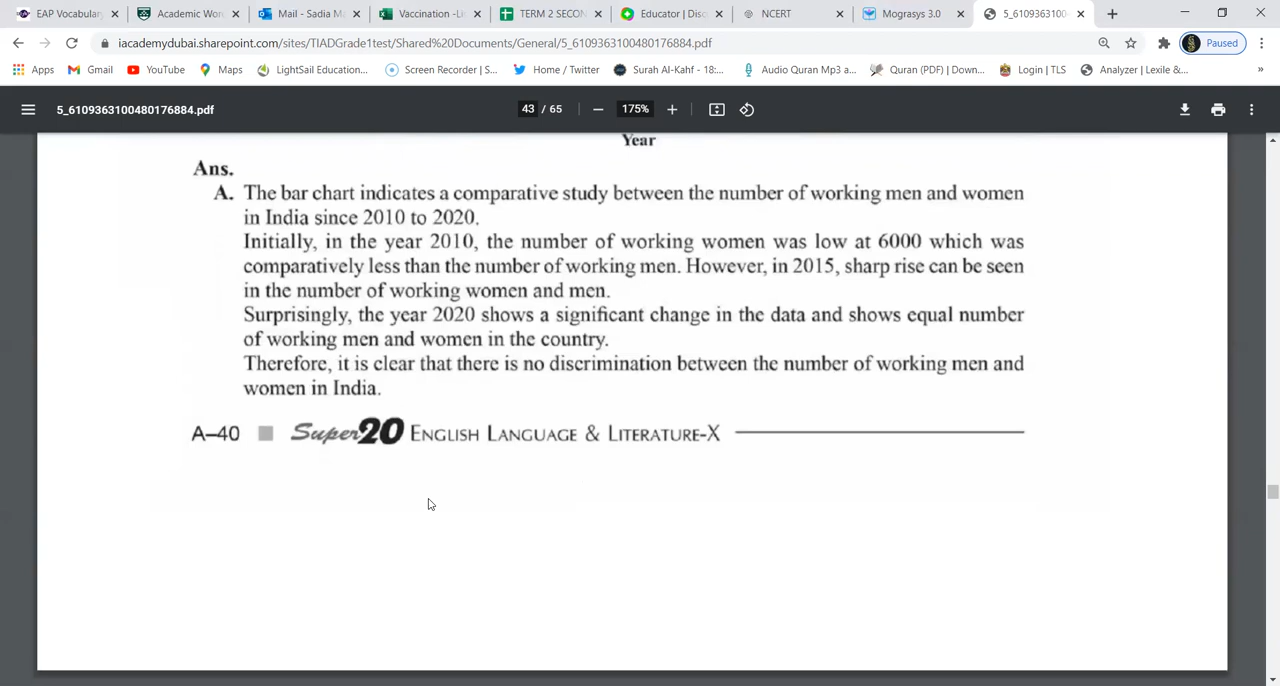 EAP Vocabulary
Academic Wor
Mail - Sadia M
Vaccination -Li
TERM 2 SECON
Educator | Disc
NCERT
Mograsys 3.0
5_6109363100
iacademydubai.sharepoint.com/sites/TIADGrade1test/Shared%20Documents/General/5_6109363100480176884.pdf
Paused
Apps
Gmail
YouTube
Maps
LightSail Education...
Screen Recorder | S...
Home / Twitter
Surah Al-Kahf - 18:...
Audio Quran Mp3 a...
Quran (PDF) | Down...
Login | TLS
Analyzer | Lexile &...
»
5_6109363100480176884.pdf
43 / 65
175%
Year
Ans.
A. The bar chart indicates a comparative study between the number of working men and women
in India since 2010 to 2020.
Initially, in the year 2010, the number of working women was low at 6000 which was
comparatively less than the number of working men. However, in 2015, sharp rise can be seen
in the number of working women and men.
Surprisingly, the year 2020 shows a significant change in the data and shows equal number
of working men and women in the country.
Therefore, it is clear that there is no discrimination between the number of working men and
women in India.
A–40 Super20 ENGLISH LANGUAGE & LITERATURE-X